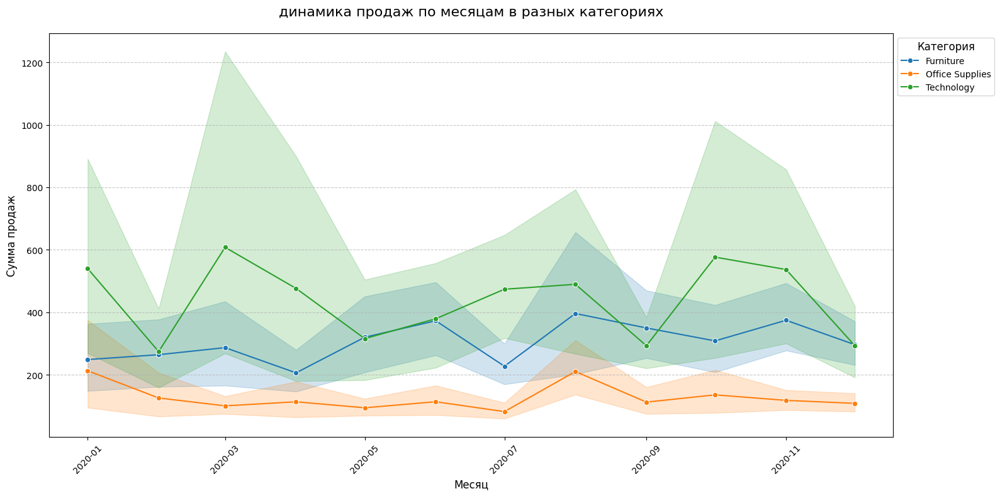 динамика продаж по месяцам в разных категориях
Сумма продаж
1200
1000
800
600
400
200
2020-01
2020-03
2020-05
2020-07
2020-09
2020-11
Месяц
Категория
Furniture
Office Supplies
Technology